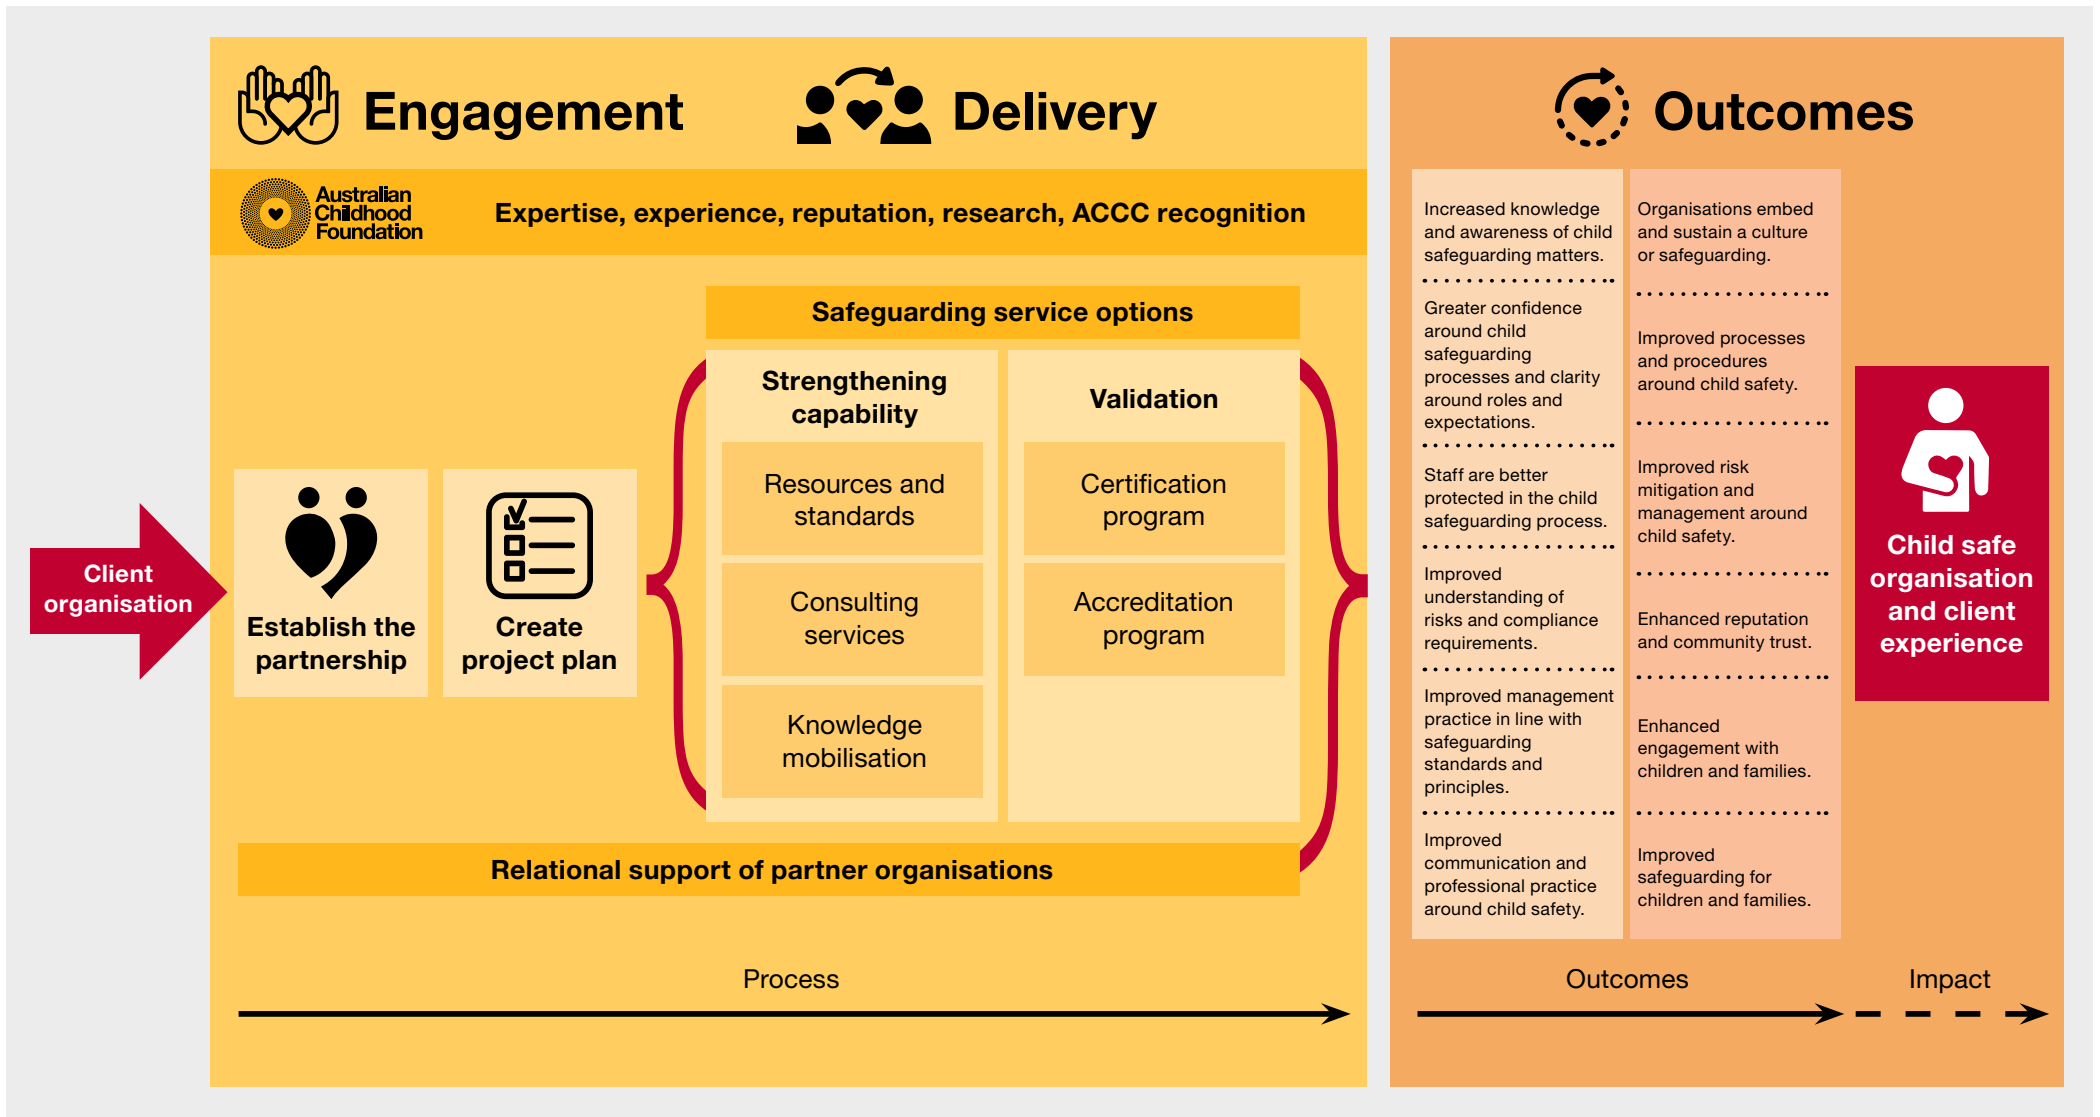 Engagement
Delivery
Outcomes
Australian
Childhood
Foundation
Expertise, experience, reputation, research, ACCC recognition
Client
organisation
Establish the
partnership
Create
project plan
Safeguarding service options
Strengthening
capability
Resources and
standards
Consulting
services
Knowledge
mobilisation
Validation
Certification
program
Accreditation
program
Relational support of partner organisations
Process
Increased knowledge
and awareness of child
safeguarding matters.
Greater confidence
around child
safeguarding
processes and clarity
around roles and
expectations.
Staff are better
protected in the child
safeguarding process.
Improved
understanding of
risks and compliance
requirements.
Improved management
practice in line with
safeguarding
standards and
principles.
Improved
communication and
professional practice
around child safety.
Organisations embed
and sustain a culture
or safeguarding.
Improved processes
and procedures
around child safety.
Improved risk
mitigation and
management around
child safety.
Enhanced reputation
and community trust.
Enhanced
engagement with
children and families.
Improved
safeguarding for
children and families.
Child safe
organisation
and client
experience
Outcomes
Impact